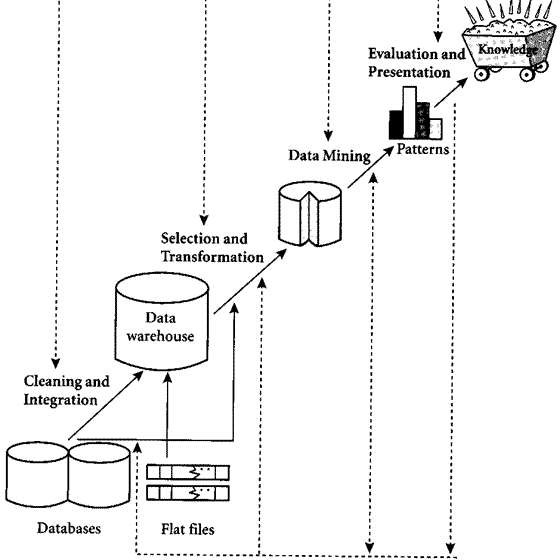 Evaluation and
Presentation
Knowledge
Patterns
Data Mining
Selection and
Transformation
Data
warehouse
Cleaning and
Integration
Databases
Flat files